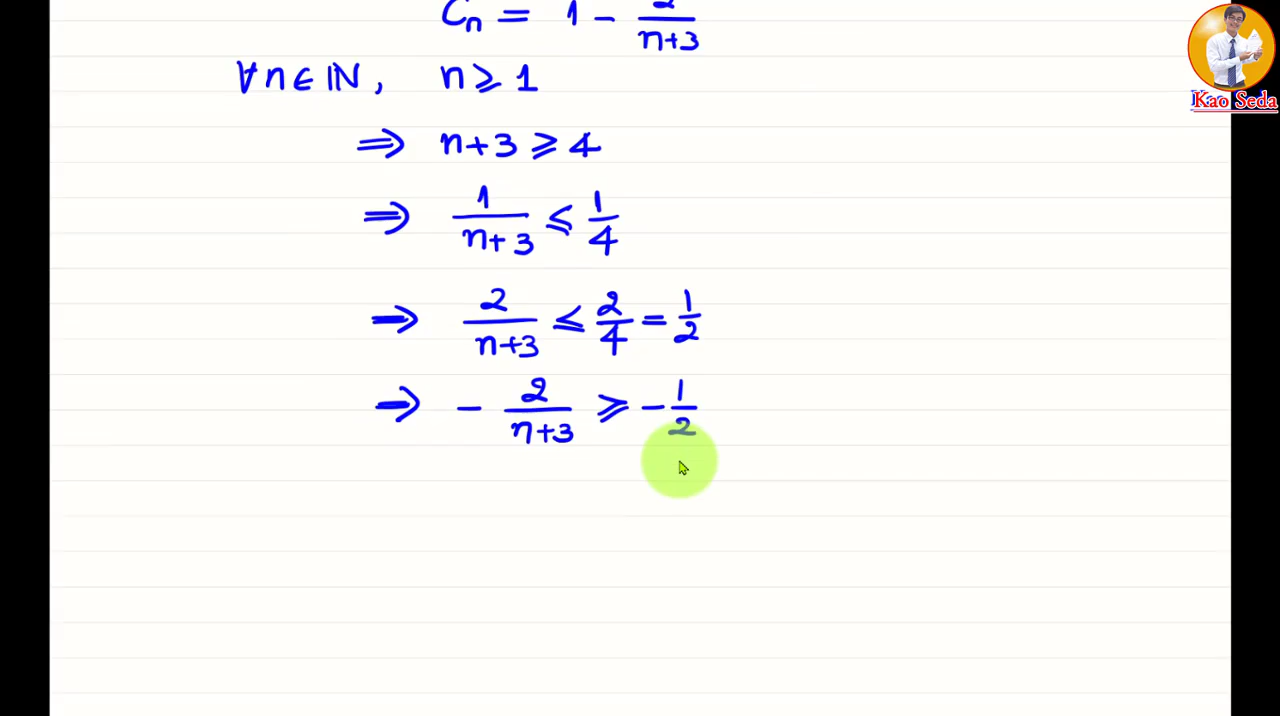 Cn = 1 - 2/(n+3)
∀n∈ℕ, n ⩾ 1
⇒ n+3 ⩾ 4
⇒ 1/(n+3) ⩽ 1/4
⇒ 2/(n+3) ⩽ 2/4 = 1/2
⇒ - 2/(n+3) ⩾ - 1/2
Kao Seda